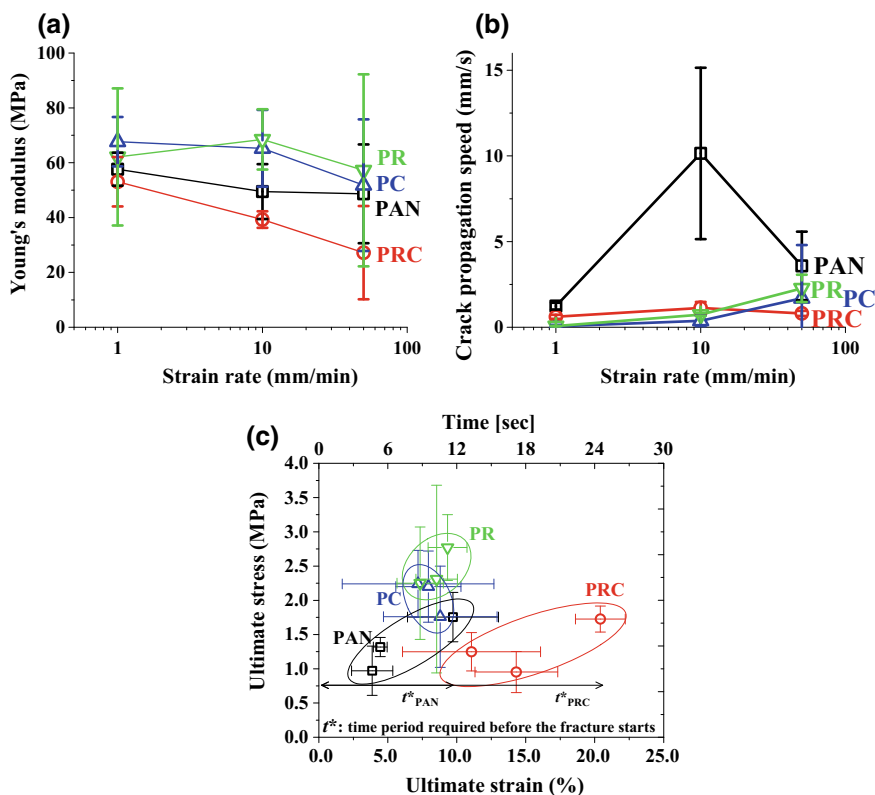 (a)
100
80
60
40
20
0
Young's modulus (MPa)
PR
PC
PAN
PRC
1
10
100
Strain rate (mm/min)
(b)
15
10
5
0
Crack propagation speed (mm/s)
PAN
PR
PC
PRC
1
10
100
Strain rate (mm/min)
(c)
Time [sec]
0
6
12
18
24
30
4.0
3.5
3.0
2.5
2.0
1.5
1.0
0.5
0.0
Ultimate stress (MPa)
PR
PC
PRC
PAN
t*PAN
t*PRC
t*: time period required before the fracture starts
0.0
5.0
10.0
15.0
20.0
25.0
Ultimate strain (%)